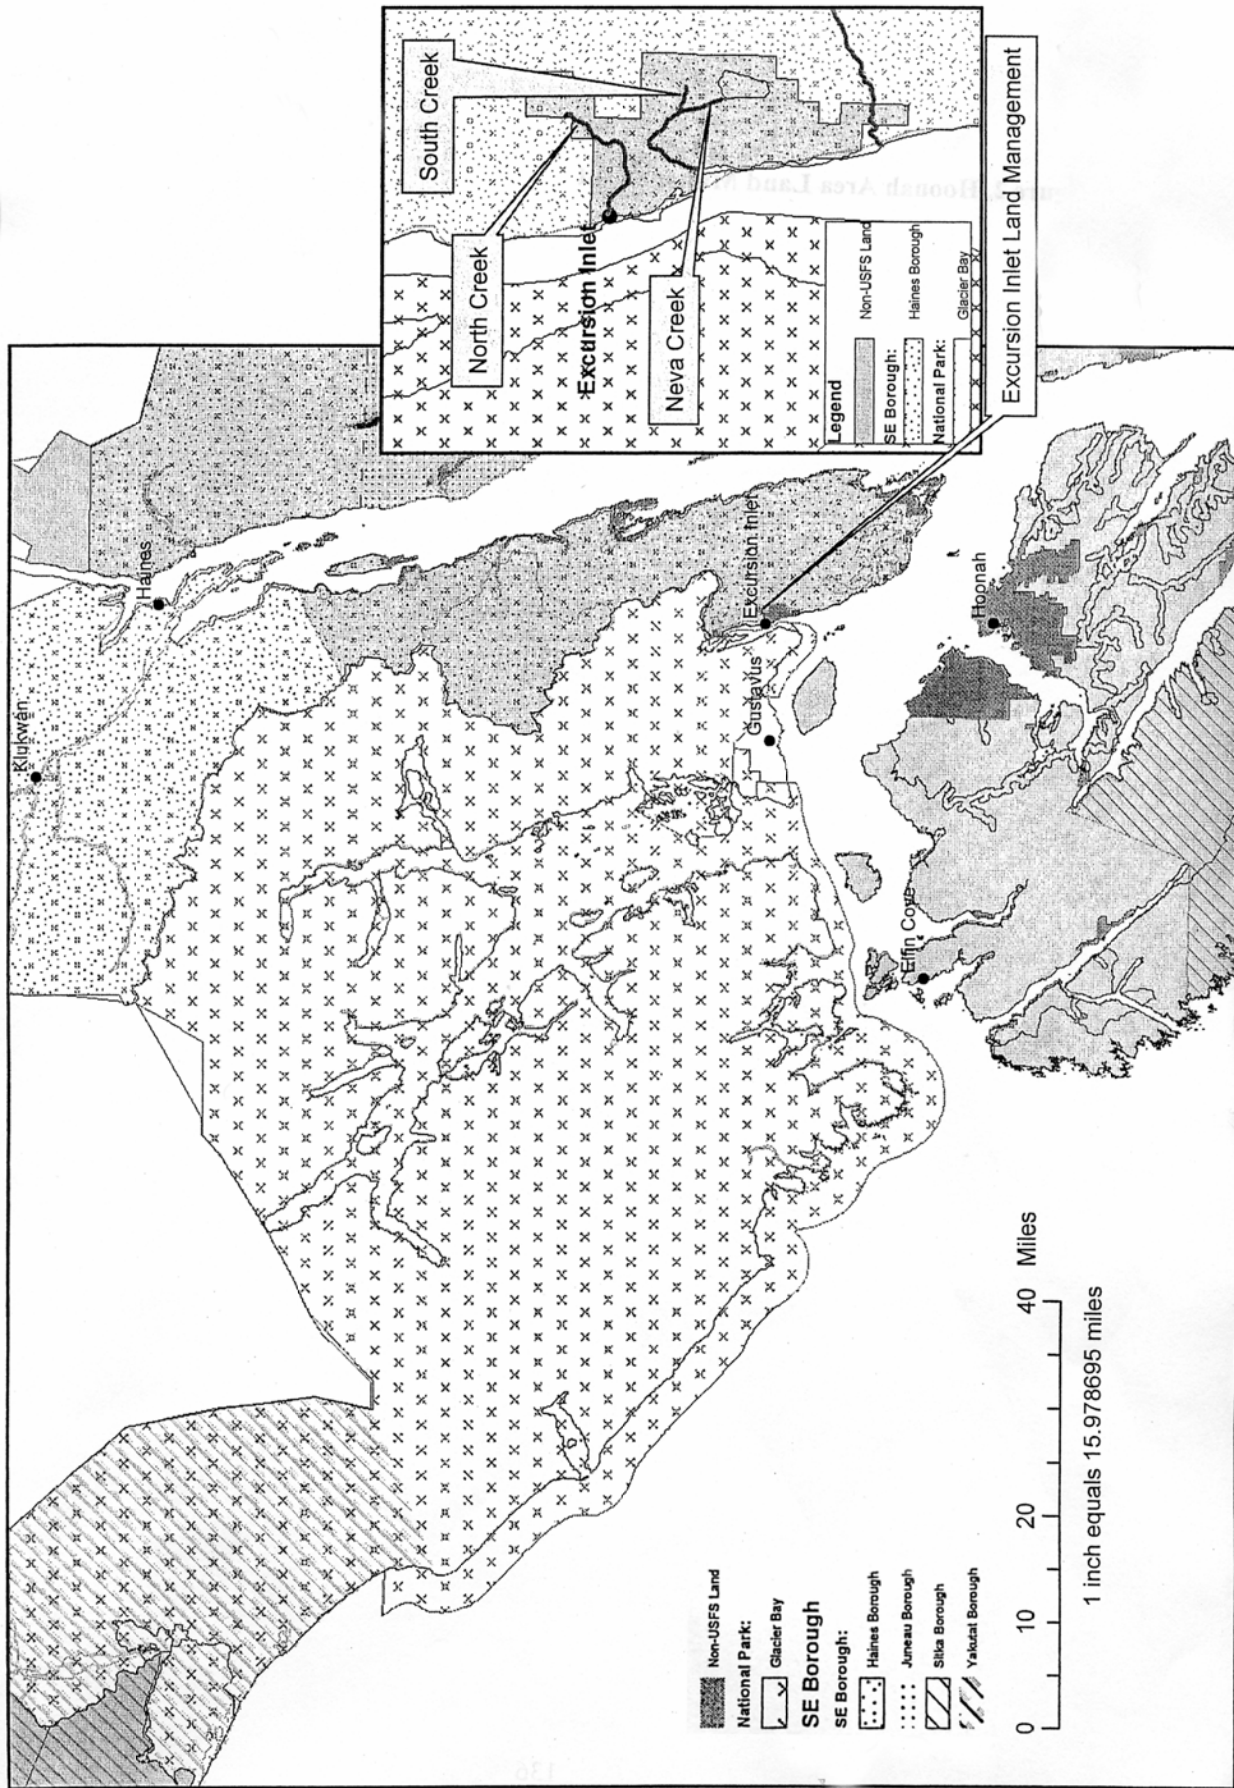 Klukwan
Haines
Gustavus
Excursion Inlet
Hoonah
Elfin Cove
South Creek
North Creek
Excursion Inlet
Neva Creek
Legend
Non-USFS Land
SE Borough:
Haines Borough
National Park:
Glacier Bay
Excursion Inlet Land Management
Non-USFS Land
National Park:
Glacier Bay
SE Borough
SE Borough:
Haines Borough
Juneau Borough
Sitka Borough
Yakutat Borough
0 10 20 40 Miles
1 inch equals 15.978695 miles